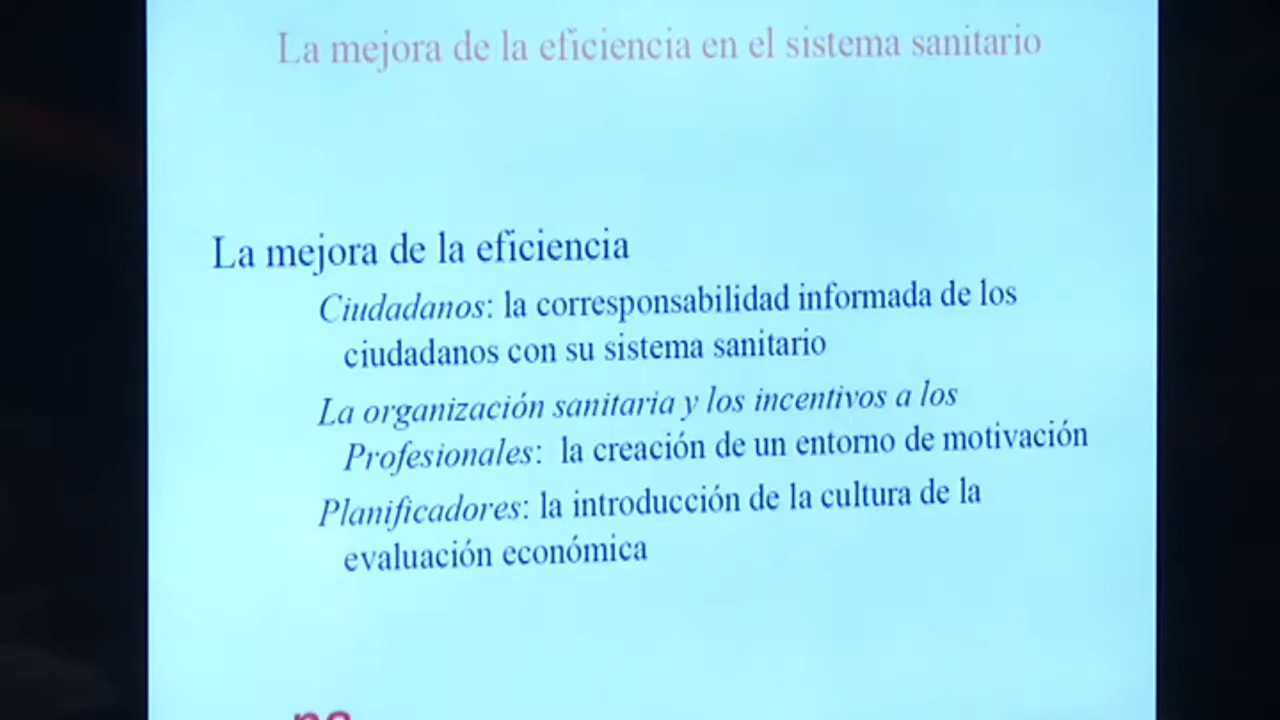 La mejora de la eficiencia en el sistema sanitario
La mejora de la eficiencia
Ciudadanos: la corresponsabilidad informada de los
ciudadanos con su sistema sanitario
La organización sanitaria y los incentivos a los
Profesionales: la creación de un entorno de motivación
Planificadores: la introducción de la cultura de la
evaluación económica